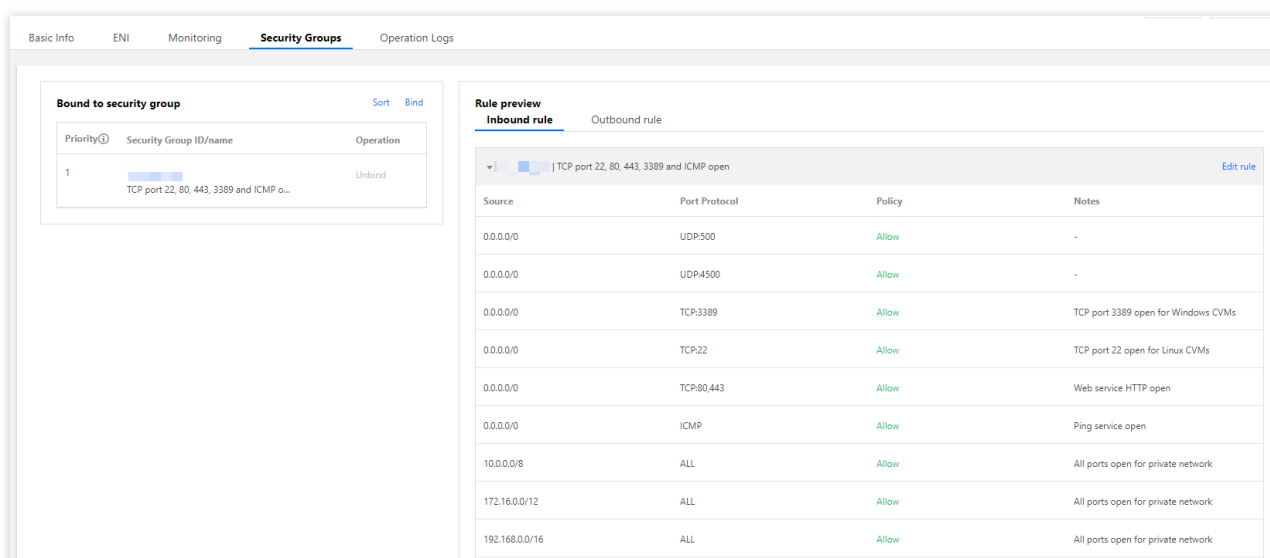 Basic Info ENI Monitoring Security Groups Operation Logs
Bound to security group Sort Bind
Priority Security Group ID/name Operation
1 Unbind
TCP port 22, 80, 443, 3389 and ICMP o...
Rule preview
Inbound rule Outbound rule
| TCP port 22, 80, 443, 3389 and ICMP open Edit rule
Source Port Protocol Policy Notes
0.0.0.0/0 UDP:500 Allow -
0.0.0.0/0 UDP:4500 Allow -
0.0.0.0/0 TCP:3389 Allow TCP port 3389 open for Windows CVMs
0.0.0.0/0 TCP:22 Allow TCP port 22 open for Linux CVMs
0.0.0.0/0 TCP:80,443 Allow Web service HTTP open
0.0.0.0/0 ICMP Allow Ping service open
10.0.0.0/8 ALL Allow All ports open for private network
172.16.0.0/12 ALL Allow All ports open for private network
192.168.0.0/16 ALL Allow All ports open for private network